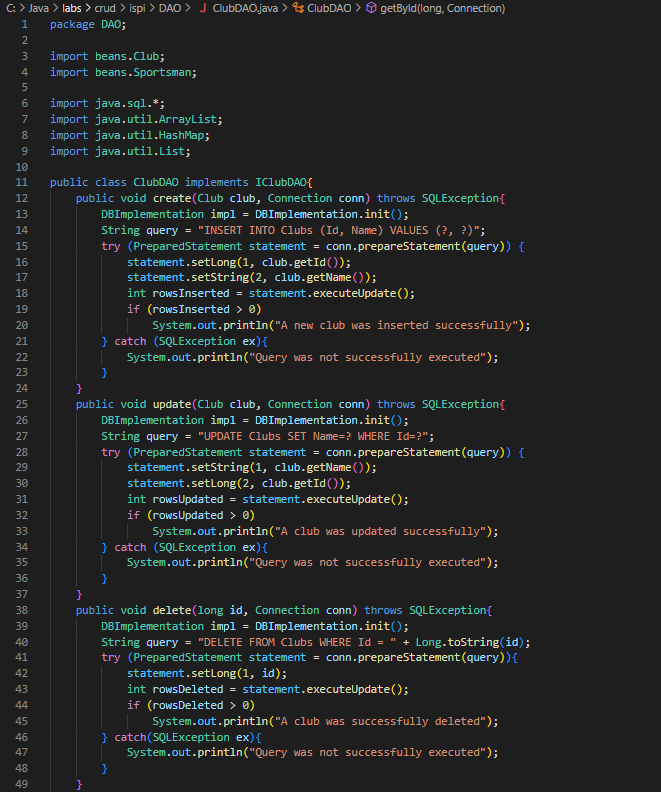 C: > Java > labs > crud > ispi > DAO > J ClubDAO.java > ClubDAO > getById(long, Connection)
1 package DAO;
2
3 import beans.Club;
4 import beans.Sportsman;
5
6 import java.sql.*;
7 import java.util.ArrayList;
8 import java.util.HashMap;
9 import java.util.List;
10
11 public class ClubDAO implements IClubDAO{
12     public void create(Club club, Connection conn) throws SQLException{
13         DBImplementation impl = DBImplementation.init();
14         String query = "INSERT INTO Clubs (Id, Name) VALUES (?, ?)";
15         try (PreparedStatement statement = conn.prepareStatement(query)) {
16             statement.setLong(1, club.getId());
17             statement.setString(2, club.getName());
18             int rowsInserted = statement.executeUpdate();
19             if (rowsInserted > 0)
20                 System.out.println("A new club was inserted successfully");
21         } catch (SQLException ex){
22             System.out.println("Query was not successfully executed");
23         }
24     }
25     public void update(Club club, Connection conn) throws SQLException{
26         DBImplementation impl = DBImplementation.init();
27         String query = "UPDATE Clubs SET Name=? WHERE Id=?";
28         try (PreparedStatement statement = conn.prepareStatement(query)) {
29             statement.setString(1, club.getName());
30             statement.setLong(2, club.getId());
31             int rowsUpdated = statement.executeUpdate();
32             if (rowsUpdated > 0)
33                 System.out.println("A club was updated successfully");
34         } catch (SQLException ex){
35             System.out.println("Query was not successfully executed");
36         }
37     }
38     public void delete(long id, Connection conn) throws SQLException{
39         DBImplementation impl = DBImplementation.init();
40         String query = "DELETE FROM Clubs WHERE Id = " + Long.toString(id);
41         try (PreparedStatement statement = conn.prepareStatement(query)){
42             statement.setLong(1, id);
43             int rowsDeleted = statement.executeUpdate();
44             if (rowsDeleted > 0)
45                 System.out.println("A club was successfully deleted");
46         } catch(SQLException ex){
47             System.out.println("Query was not successfully executed");
48         }
49     }